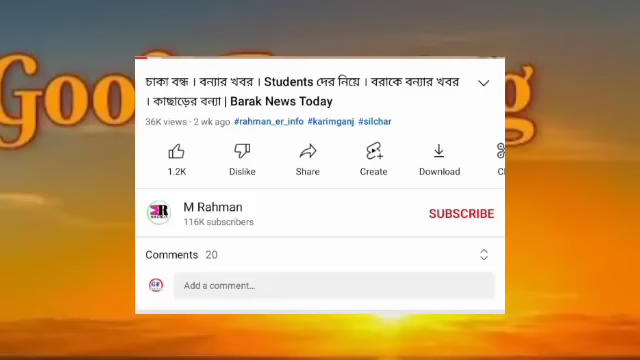 চাকা বন্ধ । বন্যার খবর । Students দের নিয়ে । বরাকে বন্যার খবর
। কাছাড়ের বন্যা | Barak News Today
36K views · 2 wk ago #rahman_er_info #karimganj #silchar
1.2K Dislike Share Create Download
M Rahman
116K subscribers
SUBSCRIBE
Comments 20
Add a comment...